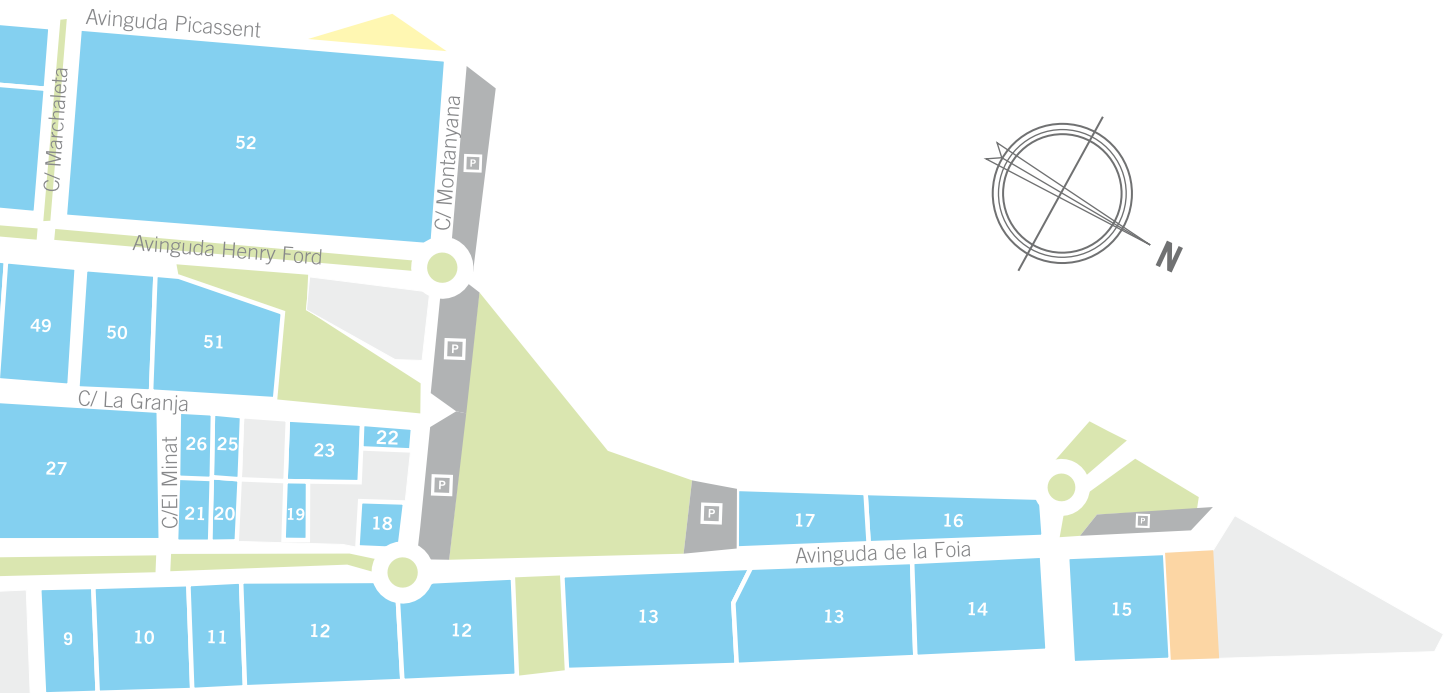 Avinguda Picassent
C/ Marchaleta
52
C/ Montanyana
P
Avinguda Henry Ford
N
49
50
51
P
C/ La Granja
27
C/El Minat
26
25
23
22
21
20
19
18
P
P
17
16
P
Avinguda de la Foia
9
10
11
12
12
13
13
14
15